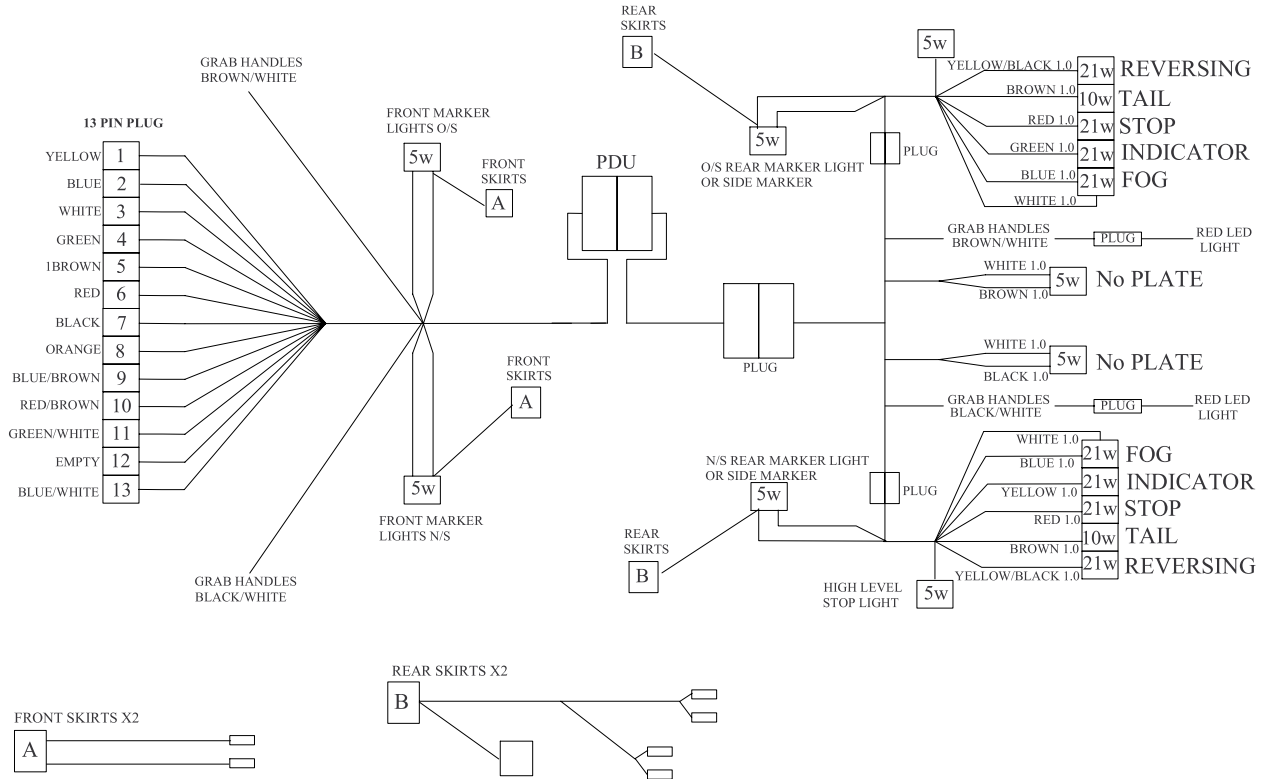 13 PIN PLUG
YELLOW 1
BLUE 2
WHITE 3
GREEN 4
1BROWN 5
RED 6
BLACK 7
ORANGE 8
BLUE/BROWN 9
RED/BROWN 10
GREEN/WHITE 11
EMPTY 12
BLUE/WHITE 13
GRAB HANDLES
BROWN/WHITE
GRAB HANDLES
BLACK/WHITE
FRONT MARKER
LIGHTS O/S
5w
FRONT
SKIRTS
A
FRONT
SKIRTS
A
5w
FRONT MARKER
LIGHTS N/S
PDU
PLUG
REAR
SKIRTS
B
5w
O/S REAR MARKER LIGHT
OR SIDE MARKER
PLUG
5w
YELLOW/BLACK 1.0 21w REVERSING
BROWN 1.0 10w TAIL
RED 1.0 21w STOP
GREEN 1.0 21w INDICATOR
BLUE 1.0 21w FOG
WHITE 1.0
GRAB HANDLES
BROWN/WHITE
PLUG
RED LED
LIGHT
WHITE 1.0
BROWN 1.0
5w No PLATE
WHITE 1.0
BLACK 1.0
5w No PLATE
GRAB HANDLES
BLACK/WHITE
PLUG
RED LED
LIGHT
N/S REAR MARKER LIGHT
OR SIDE MARKER
5w
PLUG
REAR
SKIRTS
B
WHITE 1.0
21w FOG
BLUE 1.0
21w INDICATOR
YELLOW 1.0
21w STOP
RED 1.0
10w TAIL
BROWN 1.0
21w REVERSING
YELLOW/BLACK 1.0
HIGH LEVEL
STOP LIGHT
5w
FRONT SKIRTS X2
A
REAR SKIRTS X2
B